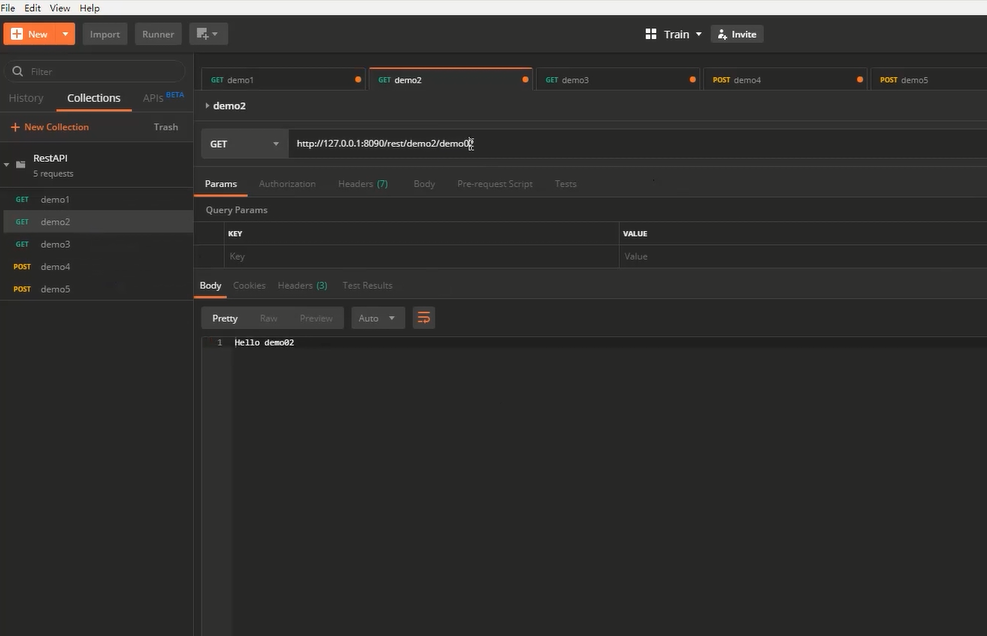 File Edit View Help
New Import Runner Train Invite
Filter
History Collections APIs BETA
New Collection Trash
RestAPI
5 requests
GET demo1
GET demo2
GET demo3
POST demo4
POST demo5
GET demo1 GET demo2 GET demo3 POST demo4 POST demo5
demo2
GET http://127.0.0.1:8090/rest/demo2/demo02
Params Authorization Headers (7) Body Pre-request Script Tests
Query Params
KEY VALUE
Key Value
Body Cookies Headers (3) Test Results
Pretty Raw Preview Auto
1 Hello demo02